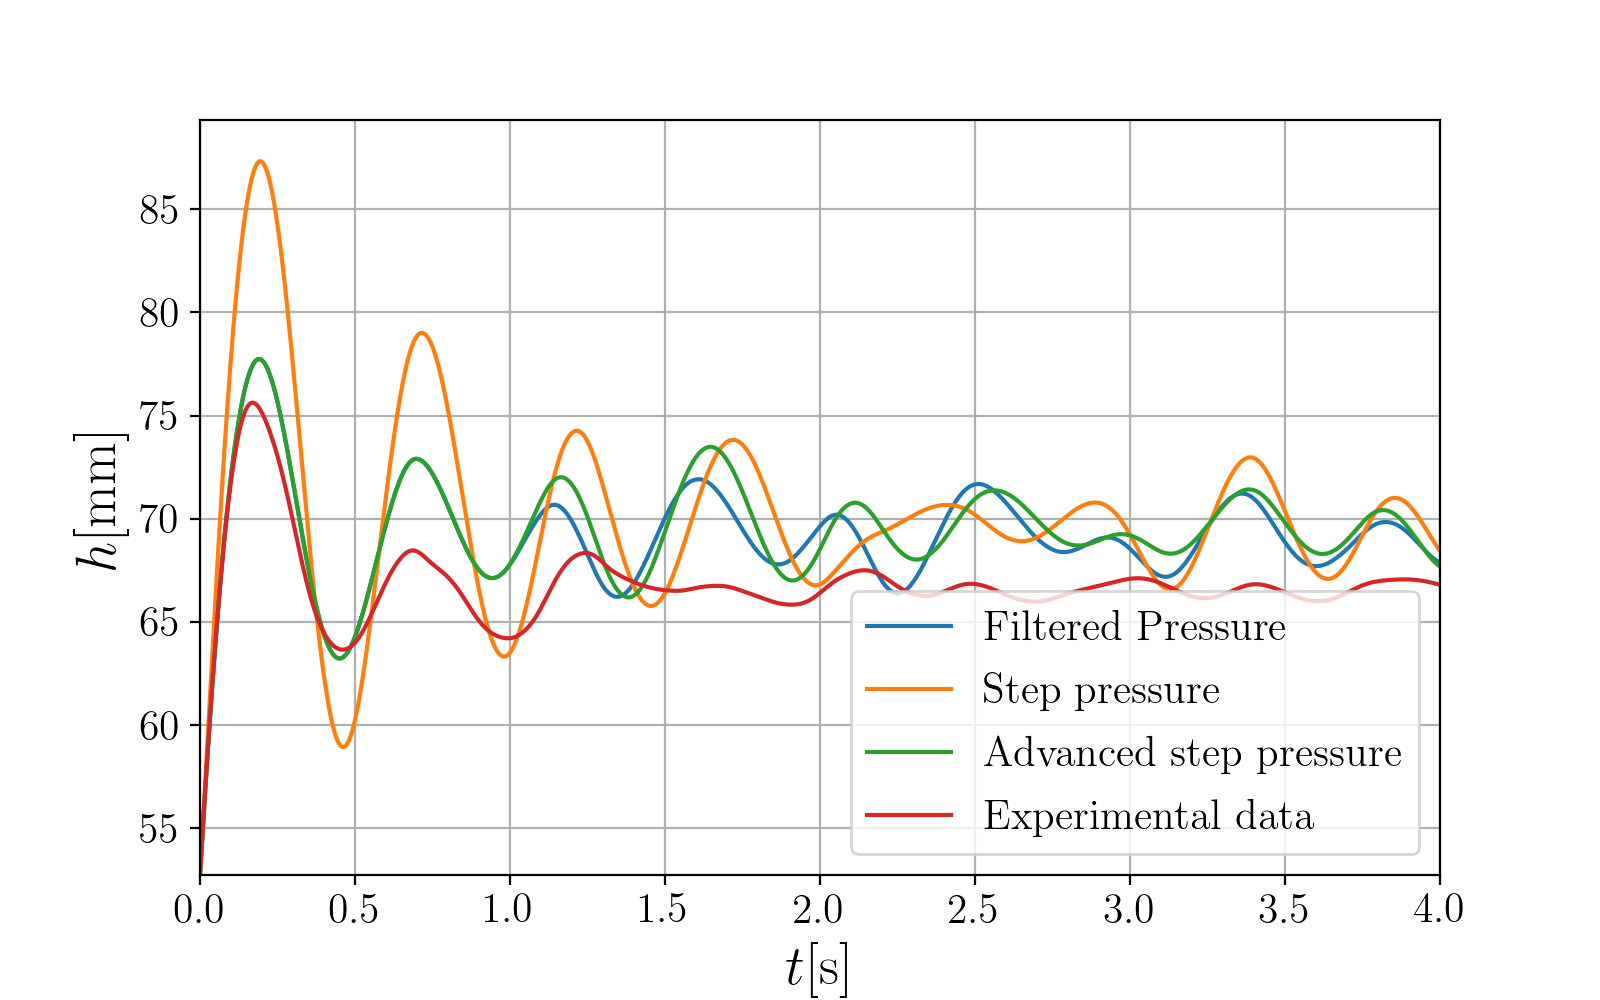 85
80
75
70
65
60
55
h[mm]
0.0 0.5 1.0 1.5 2.0 2.5 3.0 3.5 4.0
t[s]
Filtered Pressure
Step pressure
Advanced step pressure
Experimental data